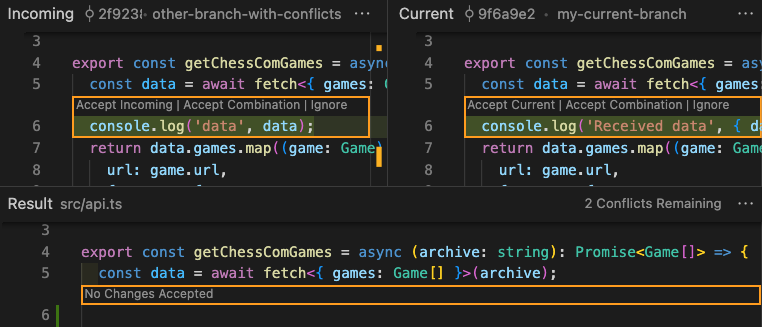 Incoming 2f9238 • other-branch-with-conflicts ···
3
4 export const getChessComGames = async
5 const data = await fetch<{ games: G
Accept Incoming | Accept Combination | Ignore
6 console.log('data', data);
7 return data.games.map((game: Game)
8 url: game.url,
Current 9f6a9e2 • my-current-branch ···
3
4 export const getChessComGames = async
5 const data = await fetch<{ games:
Accept Current | Accept Combination | Ignore
6 console.log('Received data', { da
7 return data.games.map((game: Game
8 url: game.url,
Result src/api.ts 2 Conflicts Remaining ···
3
4 export const getChessComGames = async (archive: string): Promise<Game[]> => {
5 const data = await fetch<{ games: Game[] }>(archive);
No Changes Accepted
6